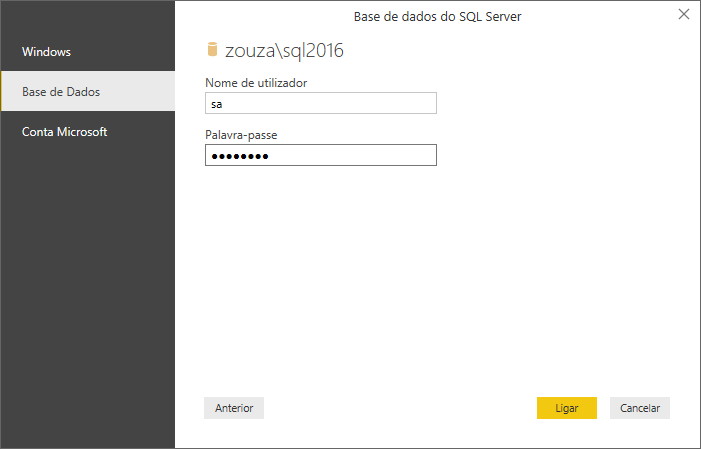 Base de dados do SQL Server
Windows
Base de Dados
Conta Microsoft
zouza\sql2016
Nome de utilizador
sa
Palavra-passe
●●●●●●●●
Anterior
Ligar
Cancelar